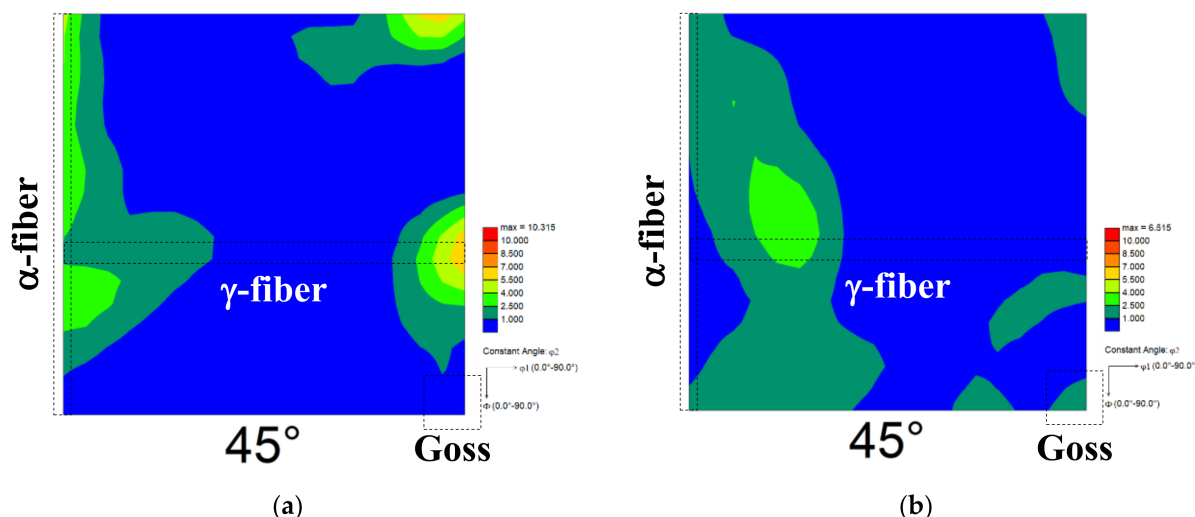 α-fiber
γ-fiber
max = 10.315
10.000
8.500
7.000
5.500
4.000
2.500
1.000
Constant Angle: φ2
φ1 (0.0°-90.0°)
Φ (0.0°-90.0°)
45°
Goss
(a)
α-fiber
γ-fiber
max = 6.515
10.000
8.500
7.000
5.500
4.000
2.500
1.000
Constant Angle: φ2
φ1 (0.0°-90.0°)
Φ (0.0°-90.0°)
45°
Goss
(b)